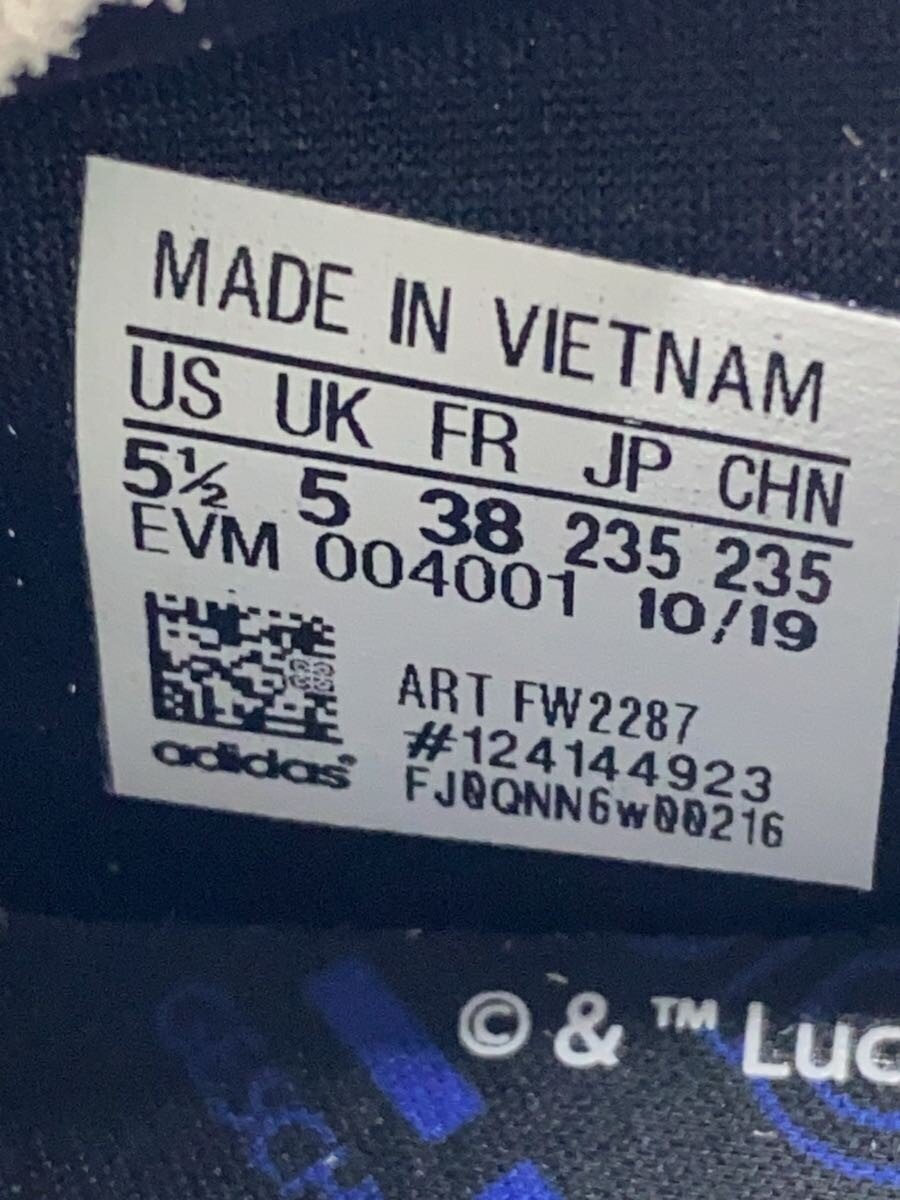 MADE IN VIETNAM
US UK FR JP CHN
5½ 5 38 235 235
EVM 004001 10/19
ART FW2287
#124144923
FJ0QNN6w00216
adidas
© & ™ Luc